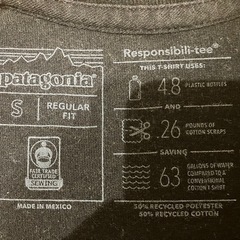 patagonia®
S
REGULAR
FIT
FAIR TRADE
CERTIFIED
SEWING
MADE IN MEXICO
Responsibili-tee®
THIS T-SHIRT USES:
4.8 PLASTIC BOTTLES
AND
.26 POUNDS OF
COTTON SCRAPS
SAVING
63 GALLONS OF WATER
COMPARED TO A
CONVENTIONAL
COTTON T-SHIRT
50% RECYCLED POLYESTER
50% RECYCLED COTTON